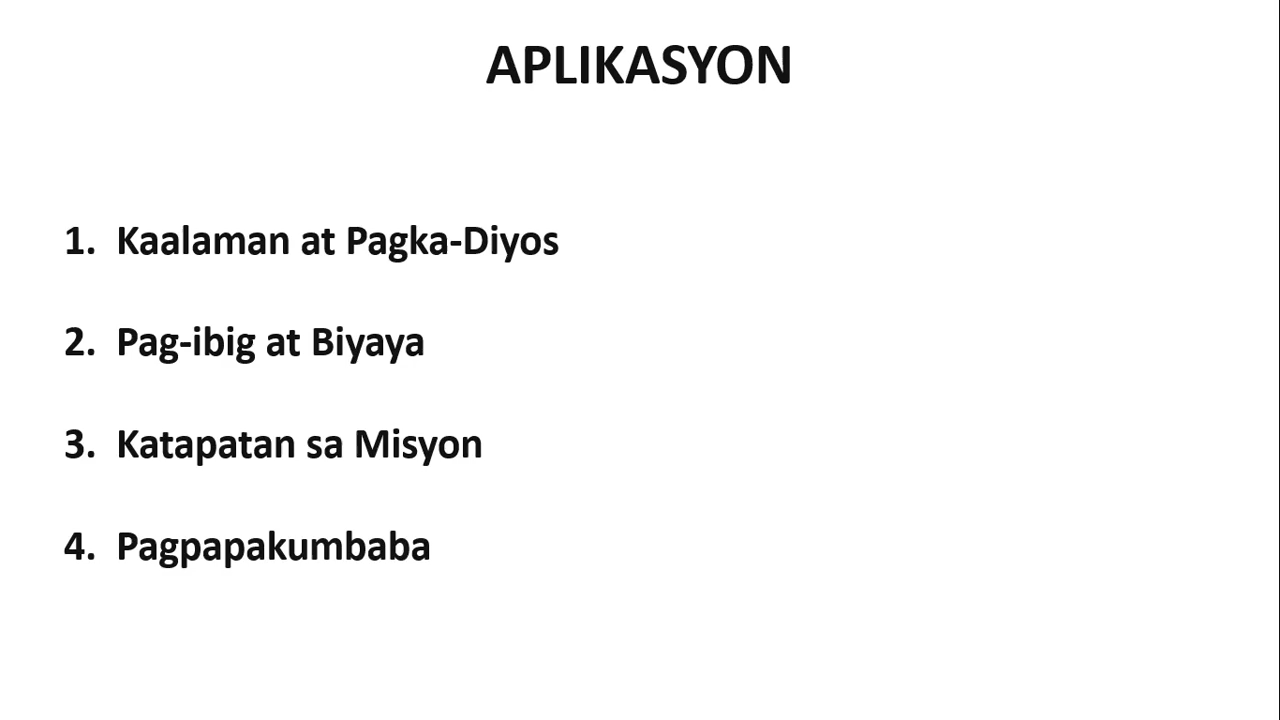 APLIKASYON
1. Kaalaman at Pagka-Diyos
2. Pag-ibig at Biyaya
3. Katapatan sa Misyon
4. Pagpapakumbaba